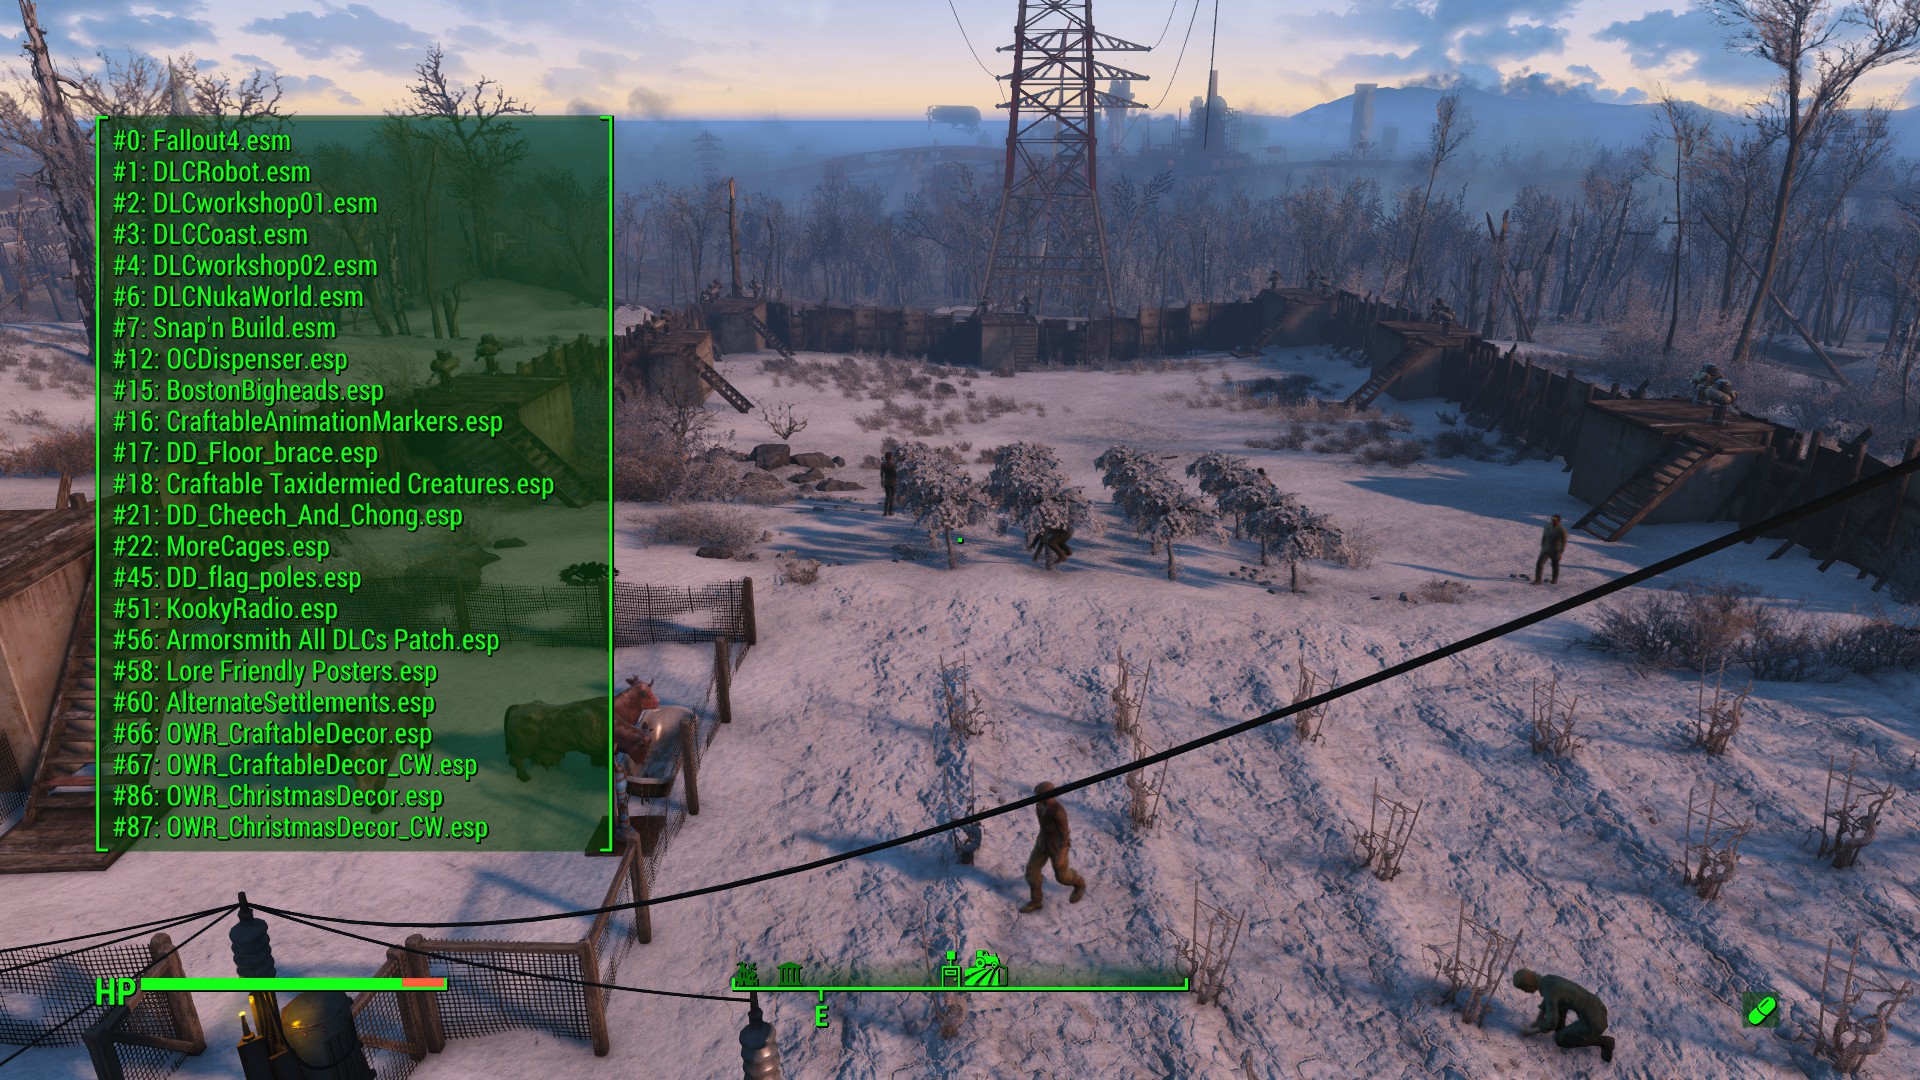 #0: Fallout4.esm
#1: DLCRobot.esm
#2: DLCworkshop01.esm
#3: DLCCoast.esm
#4: DLCworkshop02.esm
#6: DLCNukaWorld.esm
#7: Snap'n Build.esm
#12: OCDispenser.esp
#15: BostonBigheads.esp
#16: CraftableAnimationMarkers.esp
#17: DD_Floor_brace.esp
#18: Craftable Taxidermied Creatures.esp
#21: DD_Cheech_And_Chong.esp
#22: MoreCages.esp
#45: DD_flag_poles.esp
#51: KookyRadio.esp
#56: Armorsmith All DLCs Patch.esp
#58: Lore Friendly Posters.esp
#60: AlternateSettlements.esp
#66: OWR_CraftableDecor.esp
#67: OWR_CraftableDecor_CW.esp
#86: OWR_ChristmasDecor.esp
#87: OWR_ChristmasDecor_CW.esp
HP
E